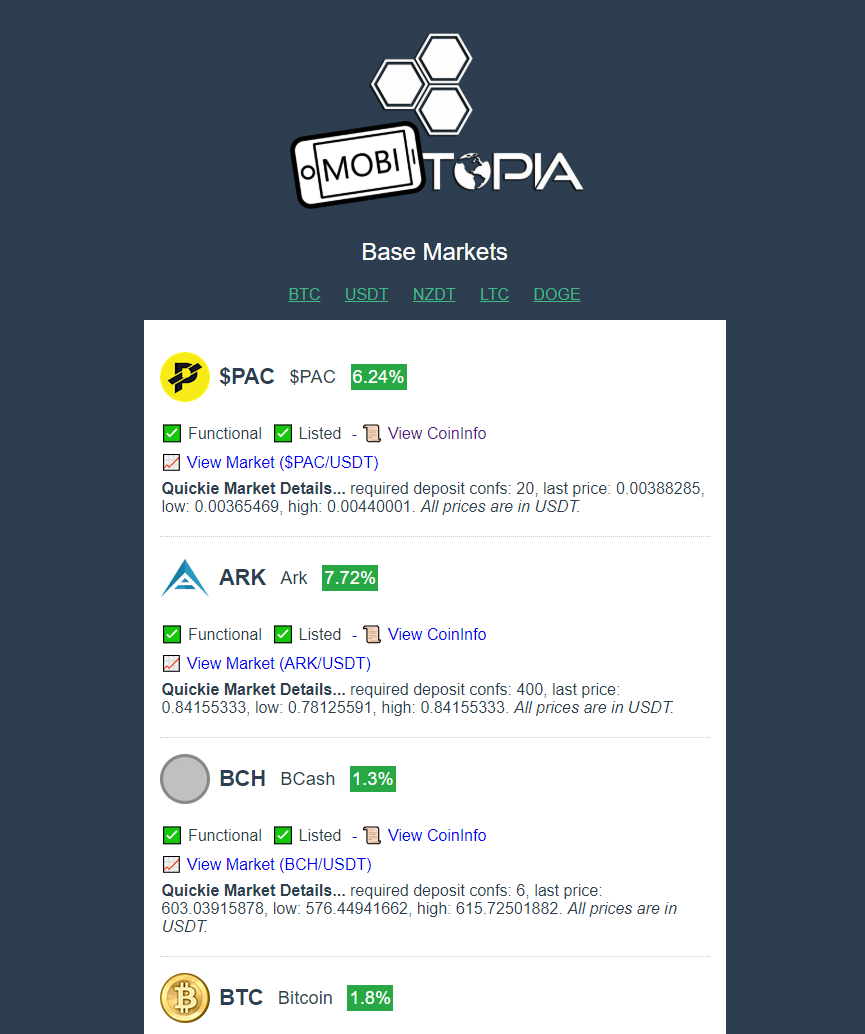 MOBI TOPIA
Base Markets
BTC USDT NZDT LTC DOGE
$PAC $PAC 6.24%
Functional Listed - View CoinInfo
View Market ($PAC/USDT)
Quickie Market Details... required deposit confs: 20, last price: 0.00388285,
low: 0.00365469, high: 0.00440001. All prices are in USDT.
ARK Ark 7.72%
Functional Listed - View CoinInfo
View Market (ARK/USDT)
Quickie Market Details... required deposit confs: 400, last price:
0.84155333, low: 0.78125591, high: 0.84155333. All prices are in USDT.
BCH BCash 1.3%
Functional Listed - View CoinInfo
View Market (BCH/USDT)
Quickie Market Details... required deposit confs: 6, last price:
603.03915878, low: 576.44941662, high: 615.72501882. All prices are in
USDT.
BTC Bitcoin 1.8%